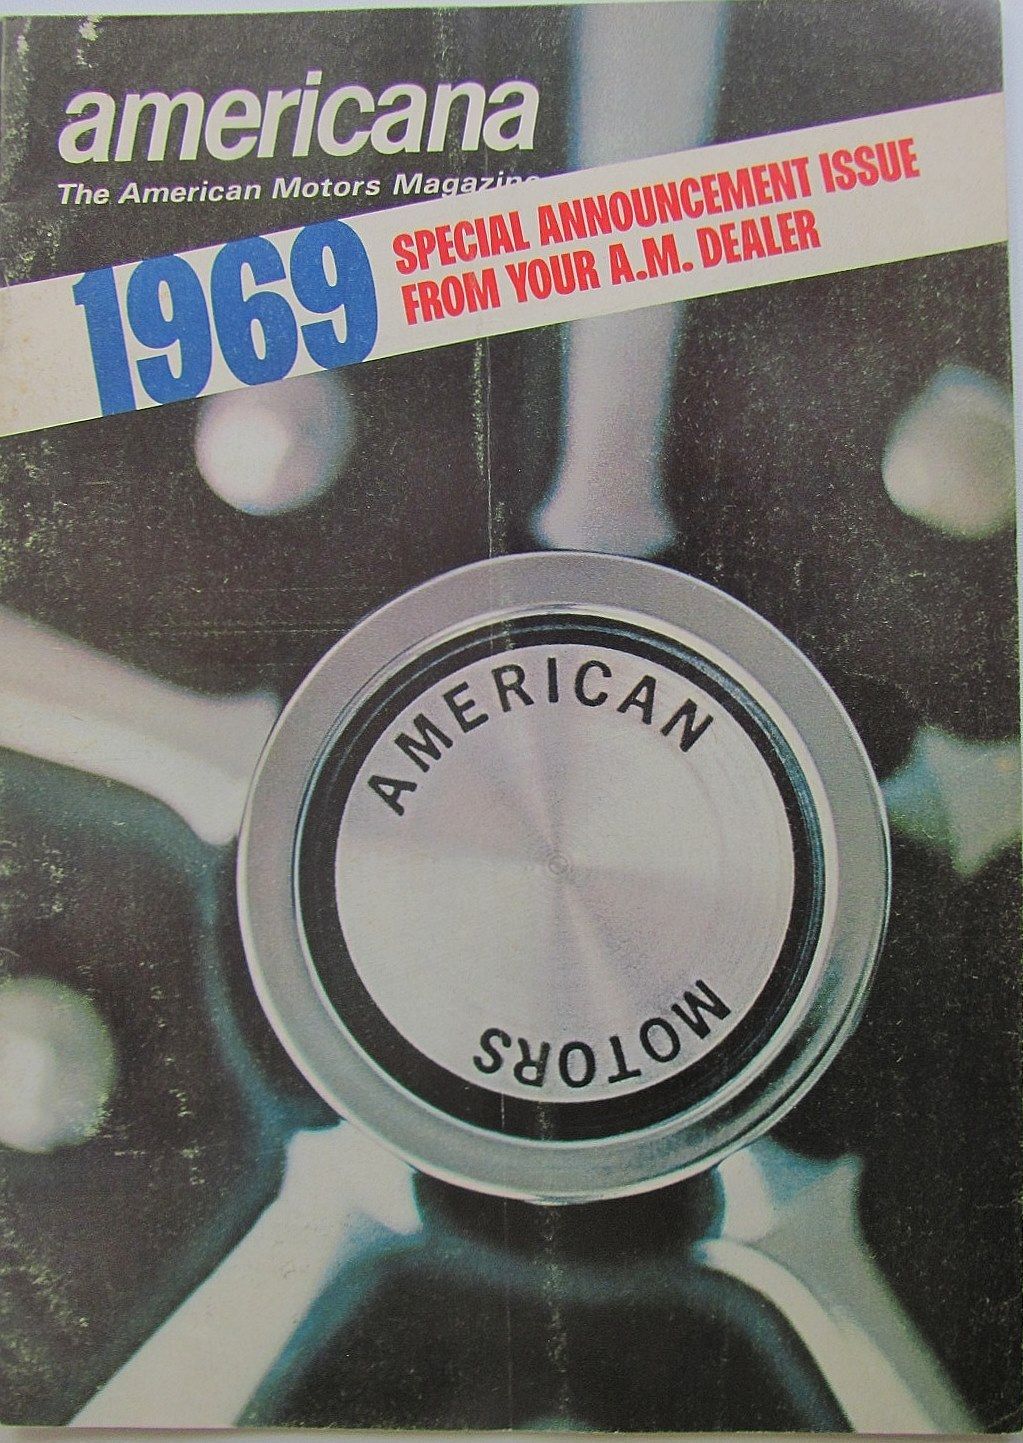 americana
The American Motors Magazine
1969
SPECIAL ANNOUNCEMENT ISSUE
FROM YOUR A.M. DEALER
AMERICAN
MOTORS